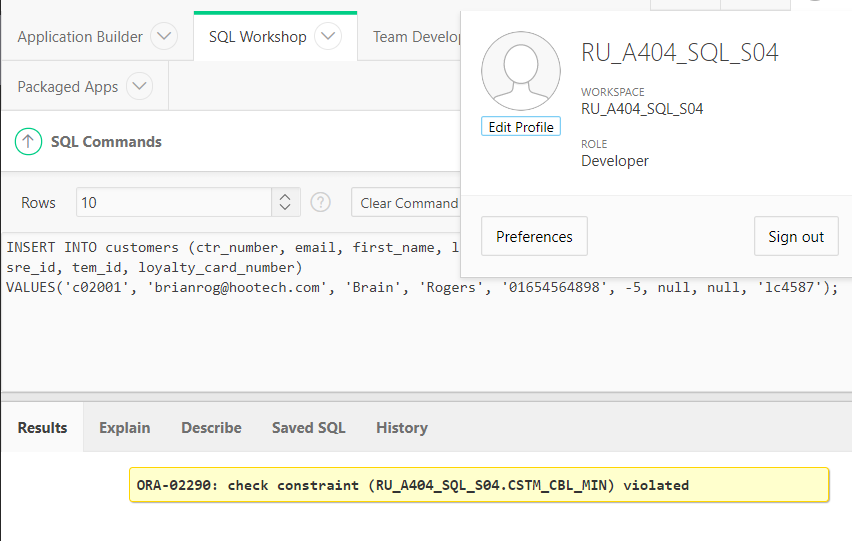 Application Builder
SQL Workshop
Team Develop
Packaged Apps
RU_A404_SQL_S04
WORKSPACE
RU_A404_SQL_S04
Edit Profile
ROLE
Developer
SQL Commands
Rows
10
?
Clear Command
Preferences
Sign out
INSERT INTO customers (ctr_number, email, first_name, l
sre_id, tem_id, loyalty_card_number)
VALUES('c02001', 'brianrog@hootech.com', 'Brain', 'Rogers', '01654564898', -5, null, null, 'lc4587');
Results
Explain
Describe
Saved SQL
History
ORA-02290: check constraint (RU_A404_SQL_S04.CSTM_CBL_MIN) violated